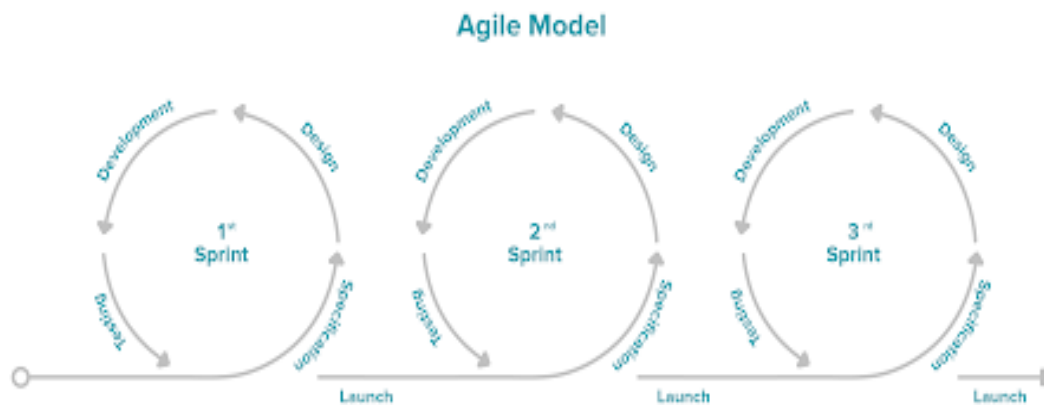 Agile Model
Development
Design
1st
Sprint
Testing
Specification
Development
Design
2nd
Sprint
Testing
Specification
Development
Design
3rd
Sprint
Testing
Specification
Launch
Launch
Launch